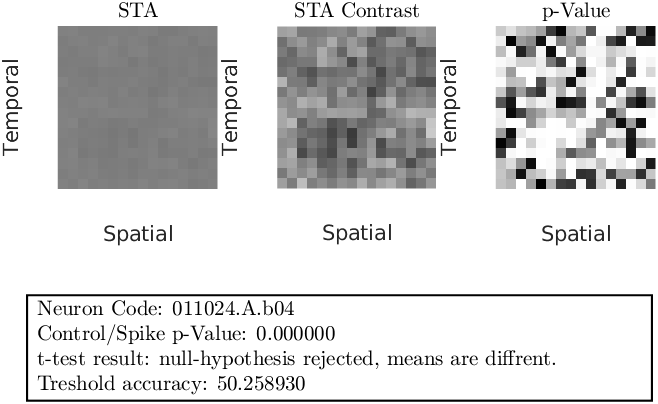 STA
STA Contrast
p-Value
Temporal
Temporal
Temporal
Spatial
Spatial
Spatial
Neuron Code: 011024.A.b04
Control/Spike p-Value: 0.000000
t-test result: null-hypothesis rejected, means are diffrent.
Treshold accuracy: 50.258930